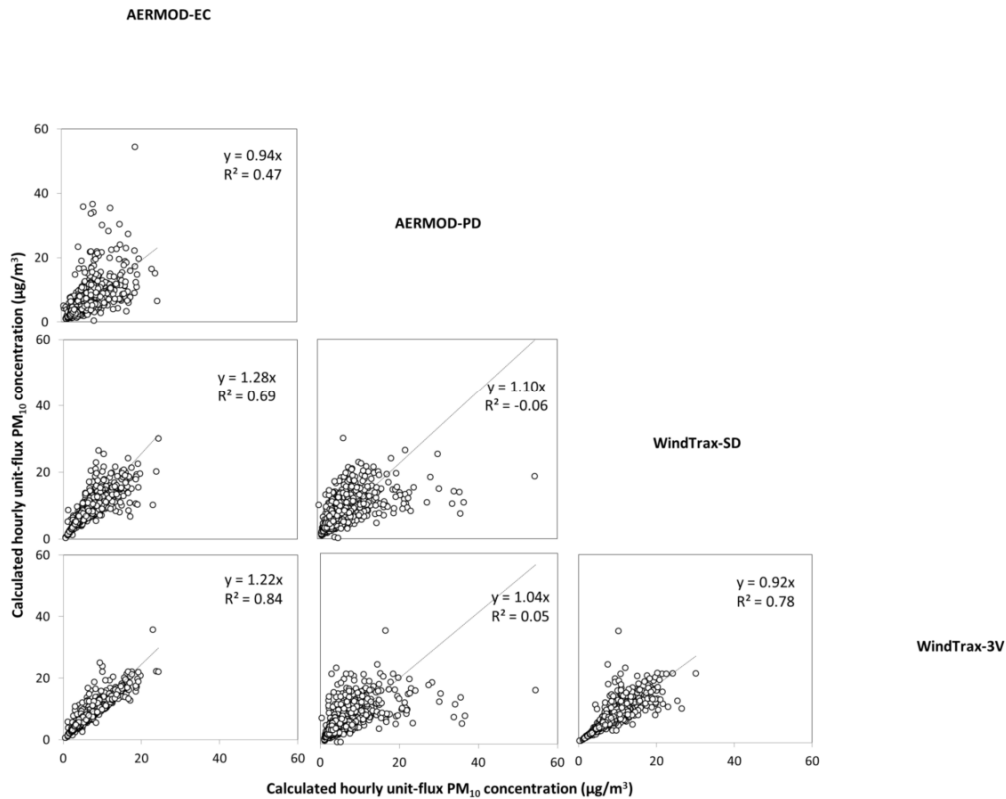 AERMOD-EC
60
40
20
0
y = 0.94x
R² = 0.47
AERMOD-PD
Calculated hourly unit-flux PM₁₀ concentration (µg/m³)
60
40
20
0
y = 1.28x
R² = 0.69
y = 1.10x
R² = -0.06
WindTrax-SD
60
40
20
0
y = 1.22x
R² = 0.84
y = 1.04x
R² = 0.05
y = 0.92x
R² = 0.78
WindTrax-3V
0 20 40 60
0 20 40 60
0 20 40 60
Calculated hourly unit-flux PM₁₀ concentration (µg/m³)